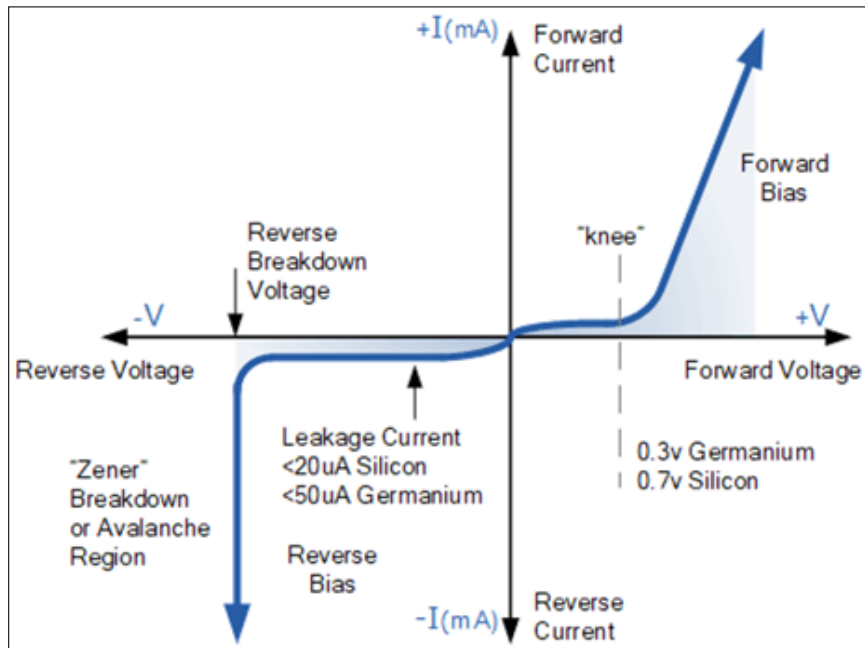 +I(mA)
Forward
Current
Forward
Bias
"knee"
Reverse
Breakdown
Voltage
-V
+V
Reverse Voltage
Forward Voltage
Leakage Current
<20uA Silicon
<50uA Germanium
0.3v Germanium
0.7v Silicon
"Zener"
Breakdown
or Avalanche
Region
Reverse
Bias
-I(mA)
Reverse
Current